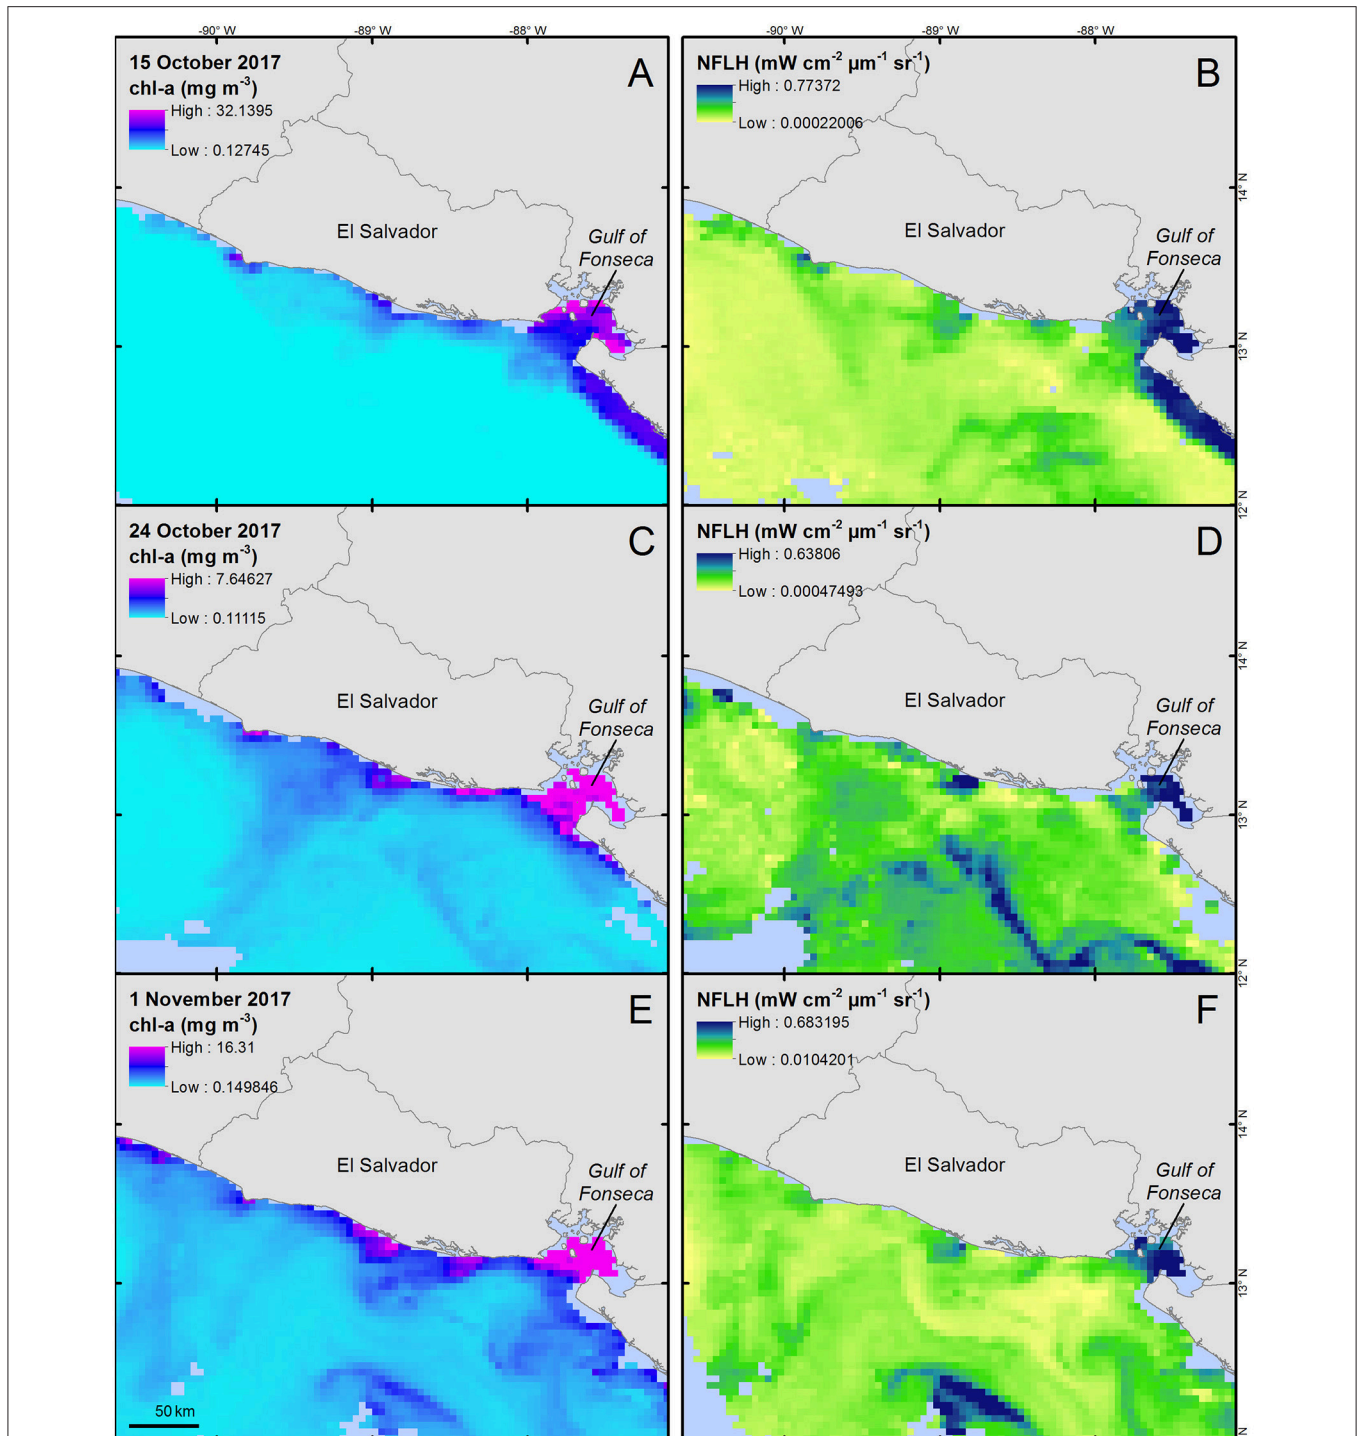 -90° W -89° W -88° W -90° W -89° W -88° W
15 October 2017
chl-a (mg m-3)
High : 32.1395
Low : 0.12745
A
El Salvador
Gulf of
Fonseca
NFLH (mW cm-2 µm-1 sr-1)
High : 0.77372
Low : 0.00022006
B
El Salvador
Gulf of
Fonseca
14° N
13° N
12° N
24 October 2017
chl-a (mg m-3)
High : 7.64627
Low : 0.11115
C
El Salvador
Gulf of
Fonseca
NFLH (mW cm-2 µm-1 sr-1)
High : 0.63806
Low : 0.00047493
D
El Salvador
Gulf of
Fonseca
14° N
13° N
12° N
1 November 2017
chl-a (mg m-3)
High : 16.31
Low : 0.149846
E
El Salvador
Gulf of
Fonseca
50 km
NFLH (mW cm-2 µm-1 sr-1)
High : 0.683195
Low : 0.0104201
F
El Salvador
Gulf of
Fonseca
14° N
13° N
N